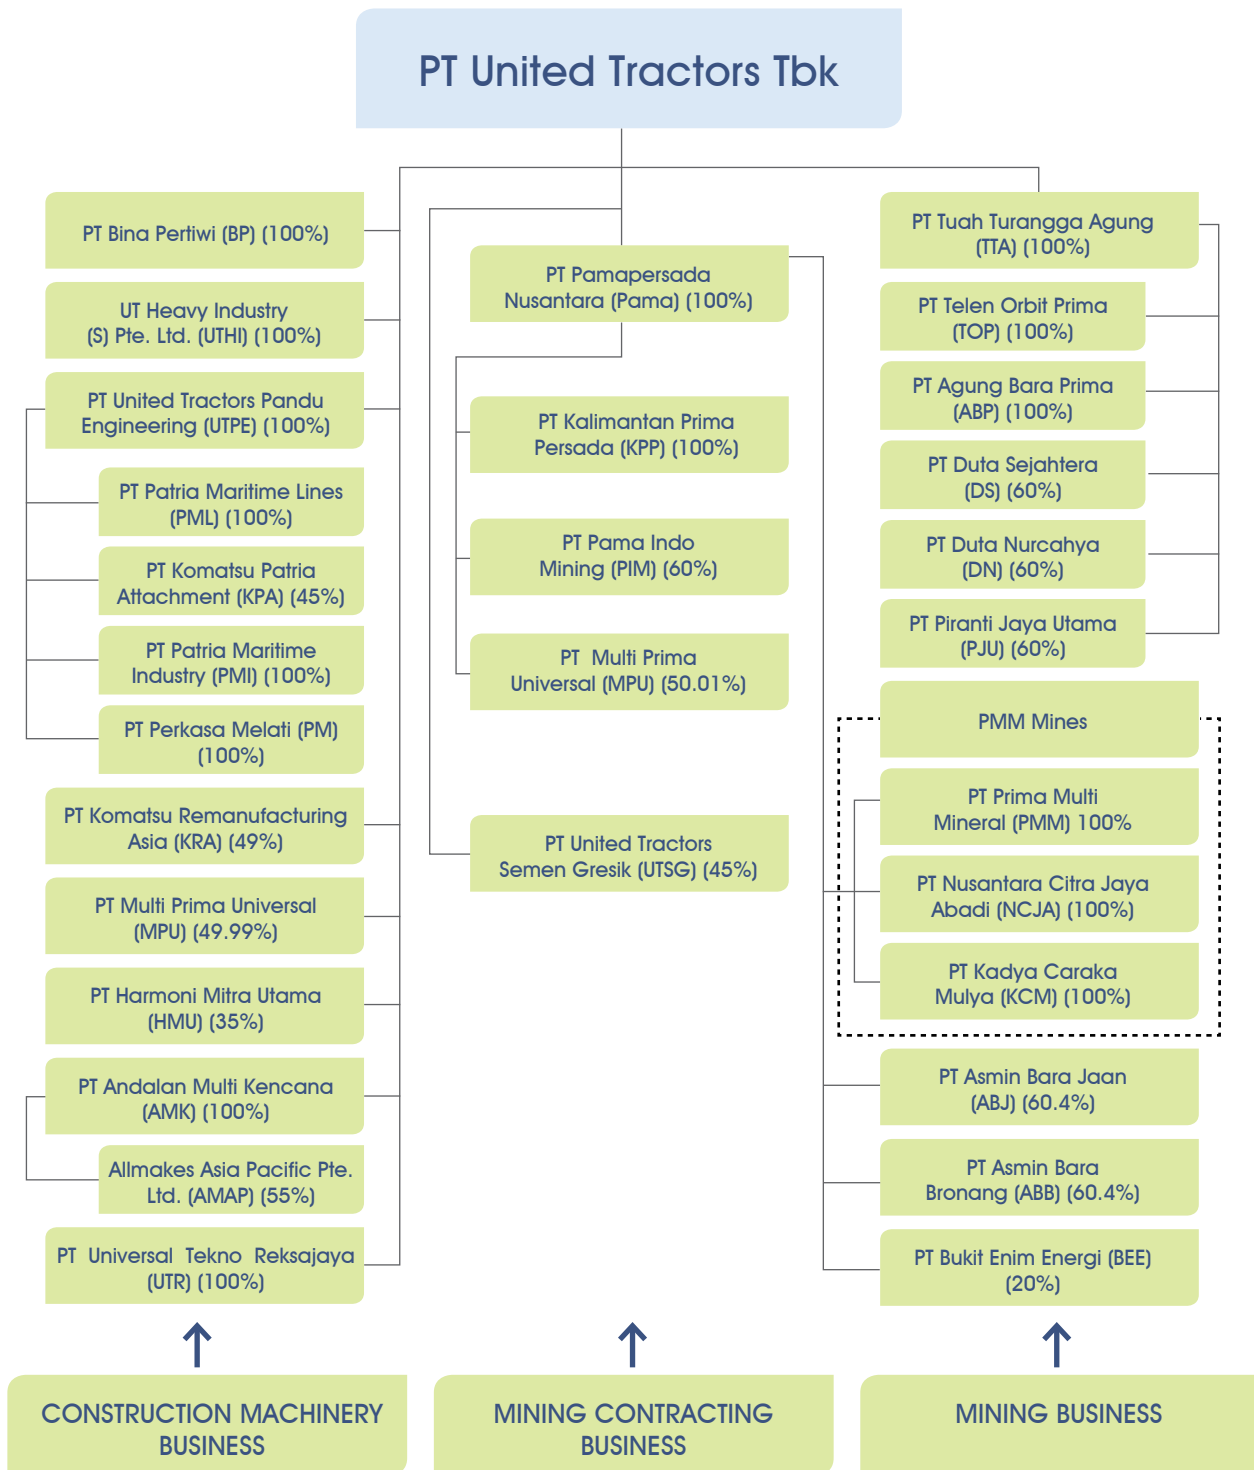 PT United Tractors Tbk
PT Bina Pertiwi (BP) (100%)
UT Heavy Industry
(S) Pte. Ltd. (UTHI) (100%)
PT United Tractors Pandu
Engineering (UTPE) (100%)
PT Patria Maritime Lines
(PML) (100%)
PT Komatsu Patria
Attachment (KPA) (45%)
PT Patria Maritime
Industry (PMI) (100%)
PT Perkasa Melati (PM)
(100%)
PT Komatsu Remanufacturing
Asia (KRA) (49%)
PT Multi Prima Universal
(MPU) (49.99%)
PT Harmoni Mitra Utama
(HMU) (35%)
PT Andalan Multi Kencana
(AMK) (100%)
Allmakes Asia Pacific Pte.
Ltd. (AMAP) (55%)
PT Universal Tekno Reksajaya
(UTR) (100%)
CONSTRUCTION MACHINERY
BUSINESS
PT Pamapersada
Nusantara (Pama) (100%)
PT Kalimantan Prima
Persada (KPP) (100%)
PT Pama Indo
Mining (PIM) (60%)
PT Multi Prima
Universal (MPU) (50.01%)
PT United Tractors
Semen Gresik (UTSG) (45%)
MINING CONTRACTING
BUSINESS
PT Tuah Turangga Agung
(TTA) (100%)
PT Telen Orbit Prima
(TOP) (100%)
PT Agung Bara Prima
(ABP) (100%)
PT Duta Sejahtera
(DS) (60%)
PT Duta Nurcahya
(DN) (60%)
PT Piranti Jaya Utama
(PJU) (60%)
PMM Mines
PT Prima Multi
Mineral (PMM) 100%
PT Nusantara Citra Jaya
Abadi (NCJA) (100%)
PT Kadya Caraka
Mulya (KCM) (100%)
PT Asmin Bara Jaan
(ABJ) (60.4%)
PT Asmin Bara
Bronang (ABB) (60.4%)
PT Bukit Enim Energi (BEE)
(20%)
MINING BUSINESS